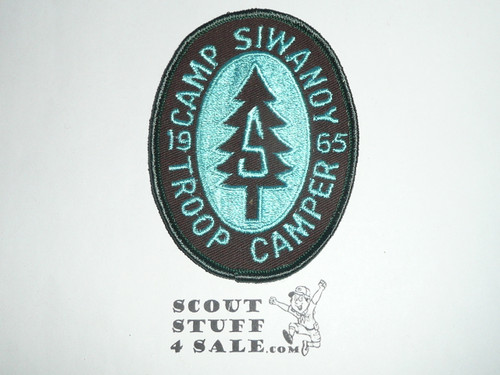 CAMP SIWANOY
19 65
S
TROOP CAMPER
SCOUT
STUFF
4 SALE.com